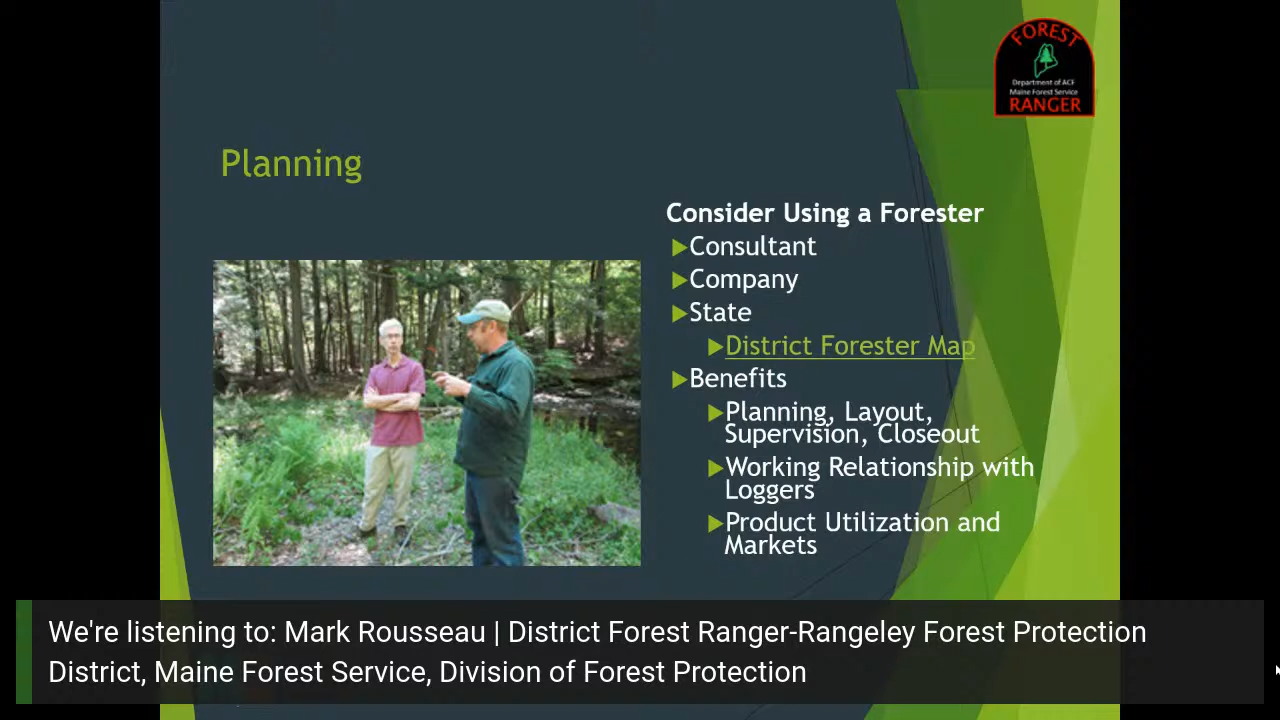 FOREST
Department of ACF
Maine Forest Service
RANGER
Planning
Consider Using a Forester
Consultant
Company
State
District Forester Map
Benefits
Planning, Layout,
Supervision, Closeout
Working Relationship with
Loggers
Product Utilization and
Markets
We're listening to: Mark Rousseau | District Forest Ranger-Rangeley Forest Protection
District, Maine Forest Service, Division of Forest Protection